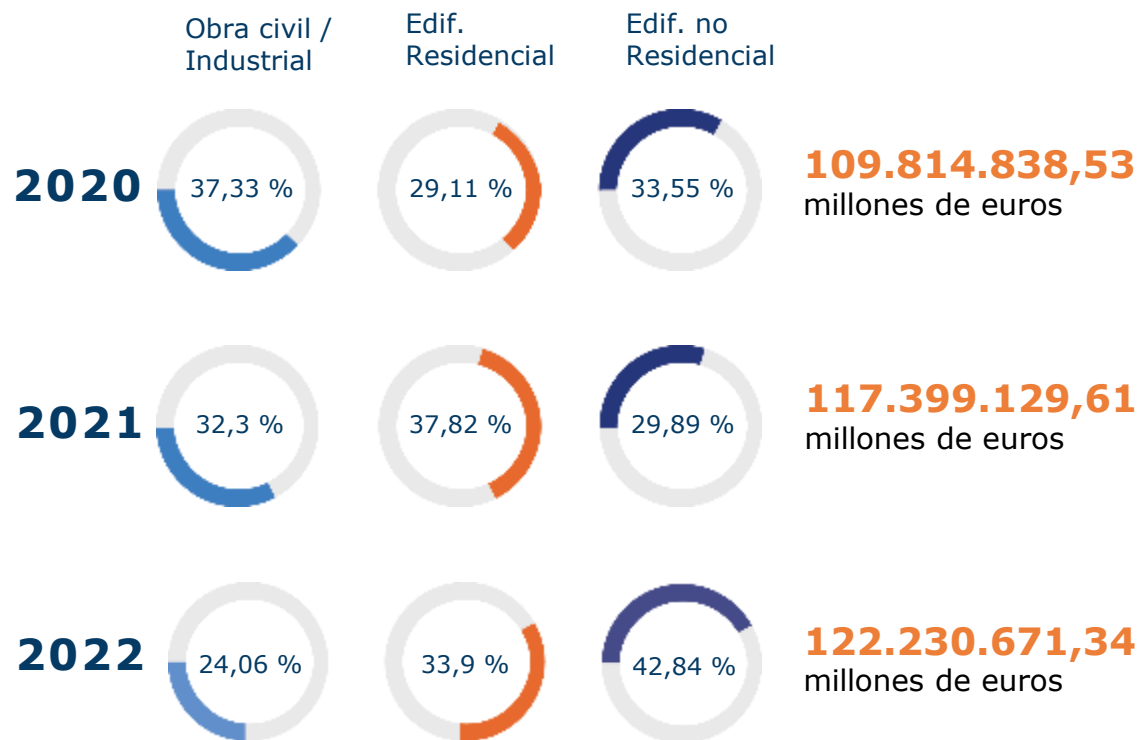 Obra civil /
Industrial
Edif.
Residencial
Edif. no
Residencial
2020
37,33 %
29,11 %
33,55 %
109.814.838,53
millones de euros
2021
32,3 %
37,82 %
29,89 %
117.399.129,61
millones de euros
2022
24,06 %
33,9 %
42,84 %
122.230.671,34
millones de euros